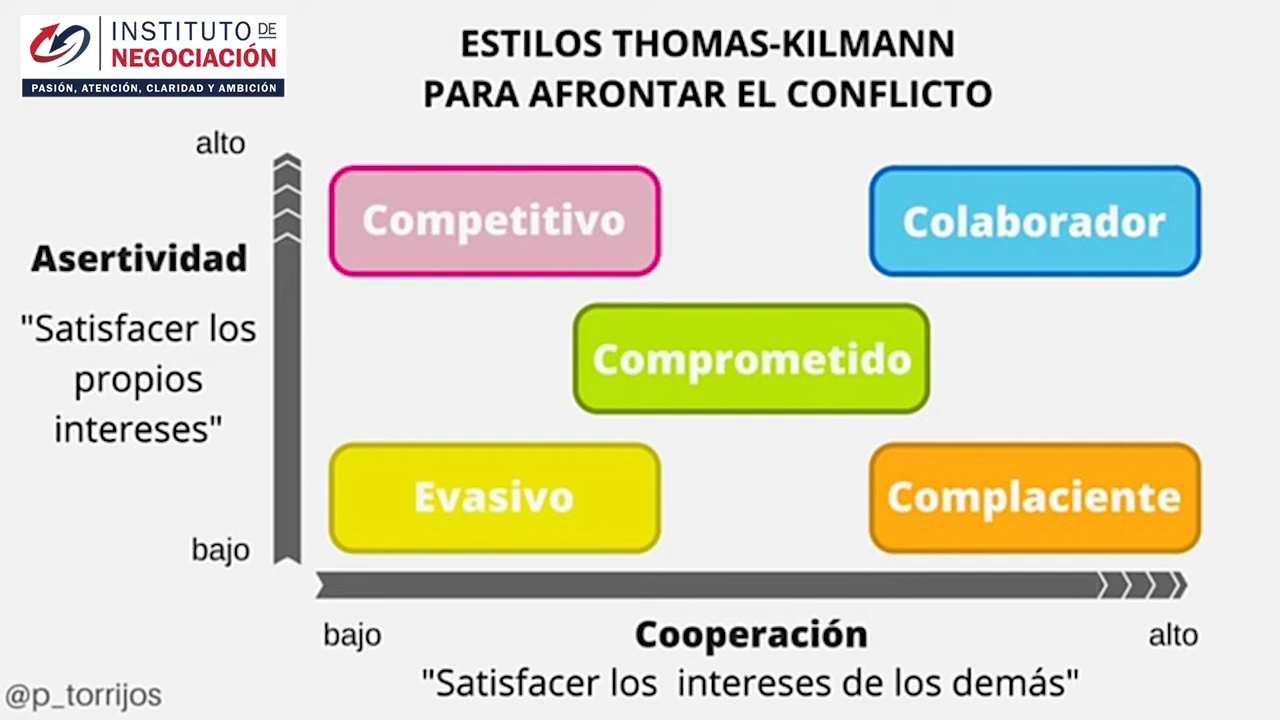 INSTITUTO DE
NEGOCIACIÓN
PASIÓN, ATENCIÓN, CLARIDAD Y AMBICIÓN
ESTILOS THOMAS-KILMANN
PARA AFRONTAR EL CONFLICTO
alto
Asertividad
"Satisfacer los
propios
intereses"
bajo
Competitivo
Colaborador
Comprometido
Evasivo
Complaciente
bajo
Cooperación
alto
"Satisfacer los intereses de los demás"
@p_torrijos